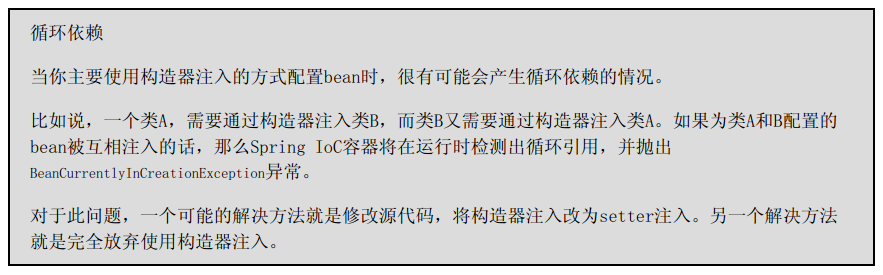 循环依赖
当你主要使用构造器注入的方式配置bean时，很有可能会产生循环依赖的情况。
比如说，一个类A，需要通过构造器注入类B，而类B又需要通过构造器注入类A。如果为类A和B配置的
bean被互相注入的话，那么Spring IoC容器将在运行时检测出循环引用，并抛出
BeanCurrentlyInCreationException异常。
对于此问题，一个可能的解决方法就是修改源代码，将构造器注入改为setter注入。另一个解决方法
就是完全放弃使用构造器注入。